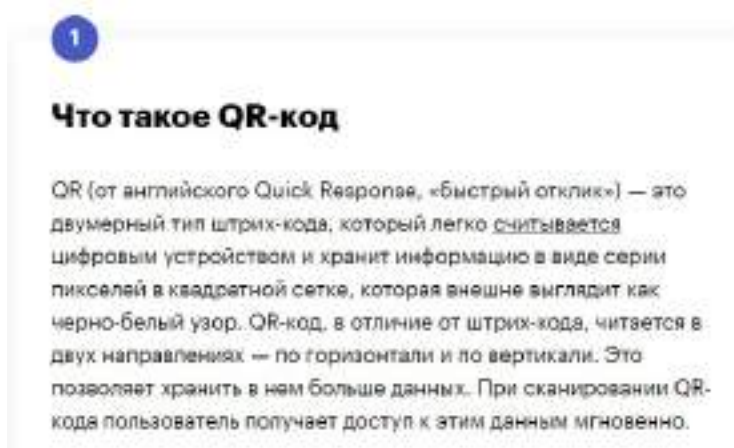 1
Что такое QR-код
QR (от английского Quick Response, «быстрый отклик») — это
двумерный тип штрих-кода, который легко считывается
цифровым устройством и хранит информацию в виде серии
пикселей в квадратной сетке, которая внешне выглядит как
черно-белый узор. QR-код, в отличие от штрих-кода, читается в
двух направлениях — по горизонтали и по вертикали. Это
позволяет хранить в нем больше данных. При сканировании QR-
кода пользователь получает доступ к этим данным мгновенно.